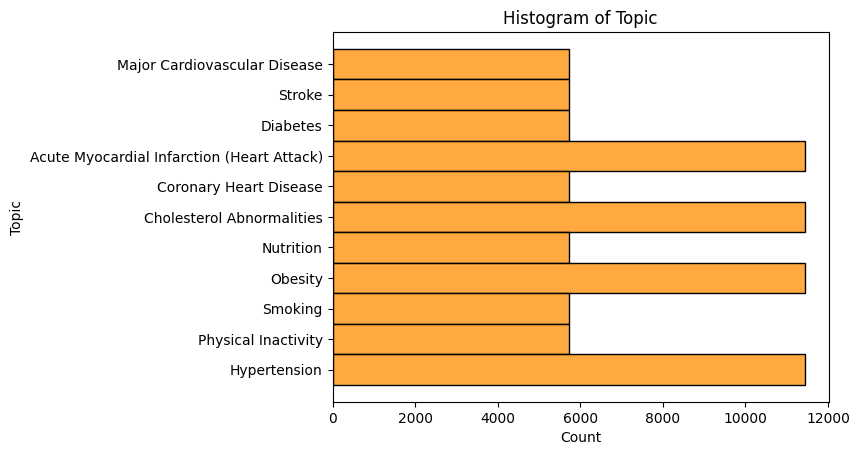 Histogram of Topic
Major Cardiovascular Disease
Stroke
Diabetes
Acute Myocardial Infarction (Heart Attack)
Coronary Heart Disease
Cholesterol Abnormalities
Nutrition
Obesity
Smoking
Physical Inactivity
Hypertension
Topic
0 2000 4000 6000 8000 10000 12000
Count